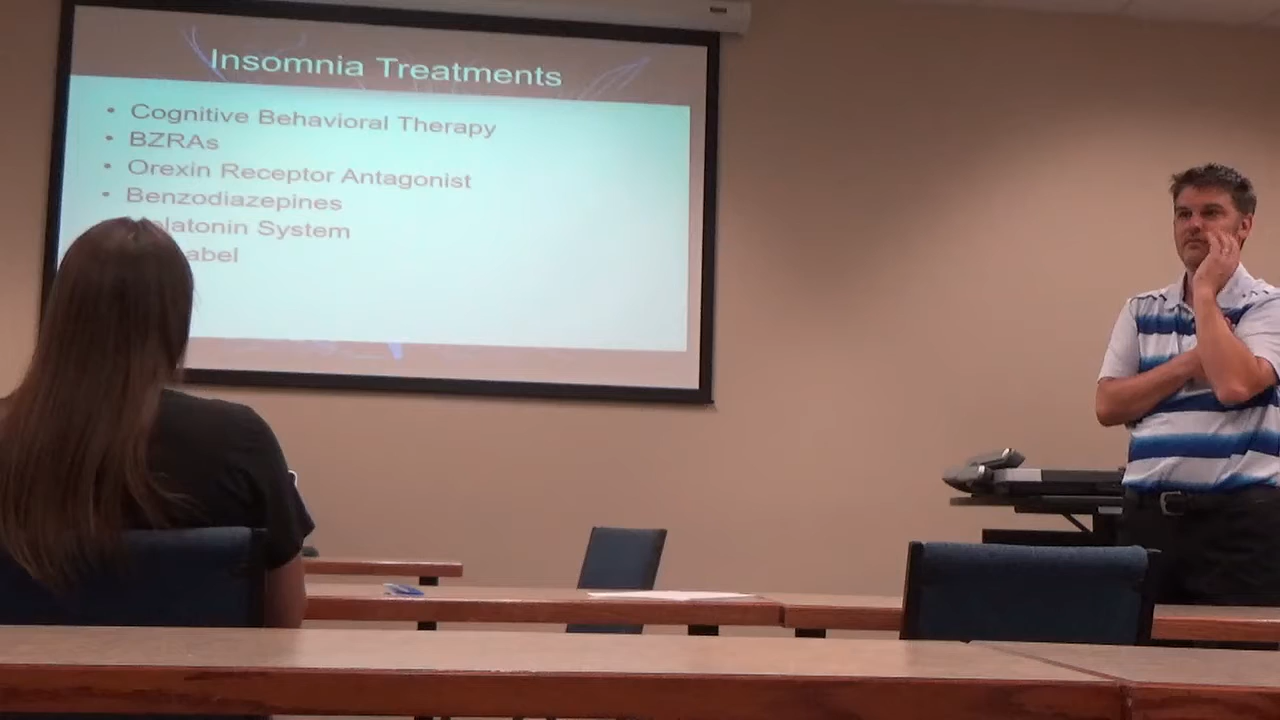 Insomnia Treatments
• Cognitive Behavioral Therapy
• BZRAs
• Orexin Receptor Antagonist
• Benzodiazepines
System